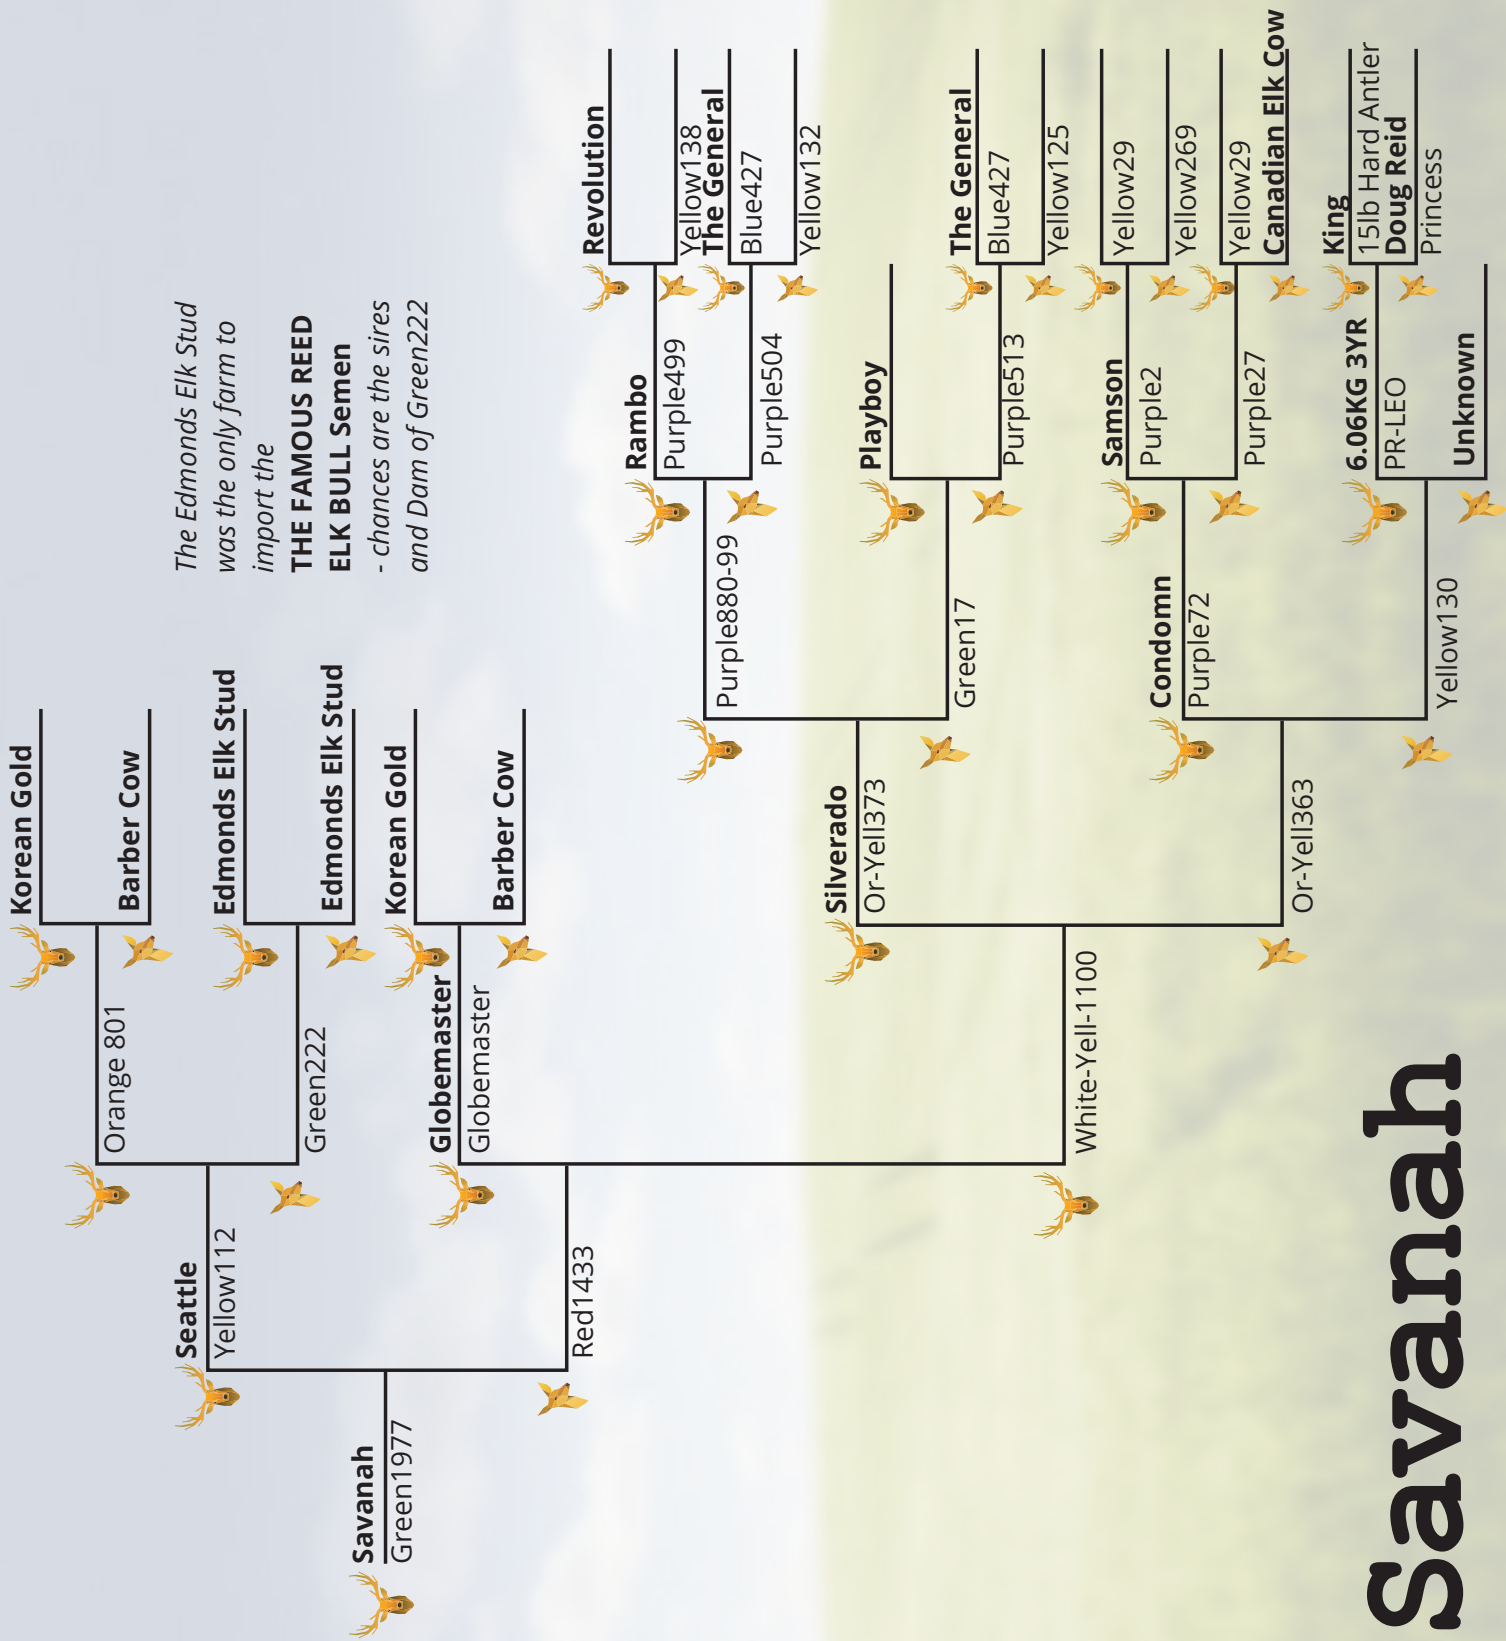 Savanah
Savanah
Green1977
Seattle
Yellow112
Red1433
Orange 801
Green222
Globemaster
Globemaster
White-Yell-1100
Korean Gold
Barber Cow
Edmonds Elk Stud
Edmonds Elk Stud
Korean Gold
Barber Cow
Silverado
Or-Yell373
Or-Yell363
Purple880-99
Green17
Condomn
Purple72
Yellow130
Rambo
Purple499
Purple504
Playboy
Purple513
Samson
Purple2
Purple27
6.06KG 3YR
PR-LEO
Unknown
Revolution
Yellow138
The General
Blue427
Yellow132
The General
Blue427
Yellow125
Yellow29
Yellow269
Yellow29
Canadian Elk Cow
King
15lb Hard Antler
Doug Reid
Princess
The Edmonds Elk Stud
was the only farm to
import the
THE FAMOUS REED
ELK BULL Semen
- chances are the sires
and Dam of Green222